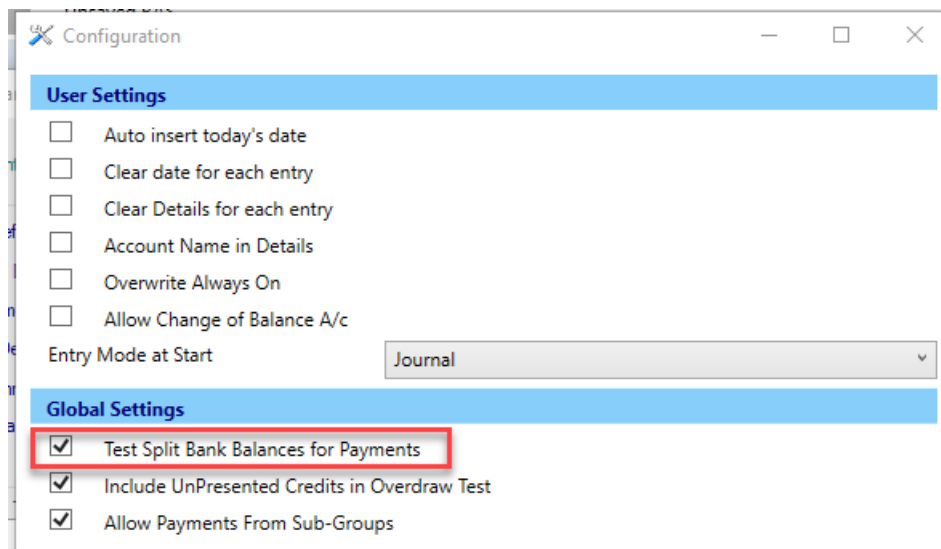 Configuration
User Settings
Auto insert today's date
Clear date for each entry
Clear Details for each entry
Account Name in Details
Overwrite Always On
Allow Change of Balance A/c
Entry Mode at Start Journal
Global Settings
Test Split Bank Balances for Payments
Include UnPresented Credits in Overdraw Test
Allow Payments From Sub-Groups